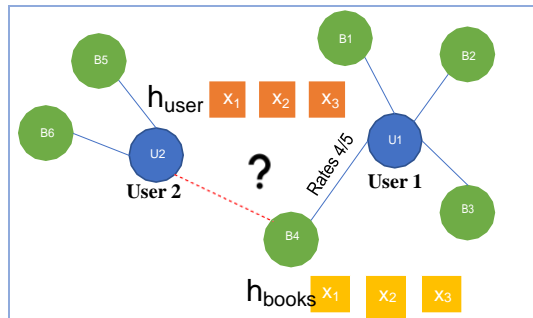 B1
B2
B5
h_user x₁ x₂ x₃
B6
U2
U1
User 2
?
Rates 4/5
User 1
B3
B4
h_books x₁ x₂ x₃